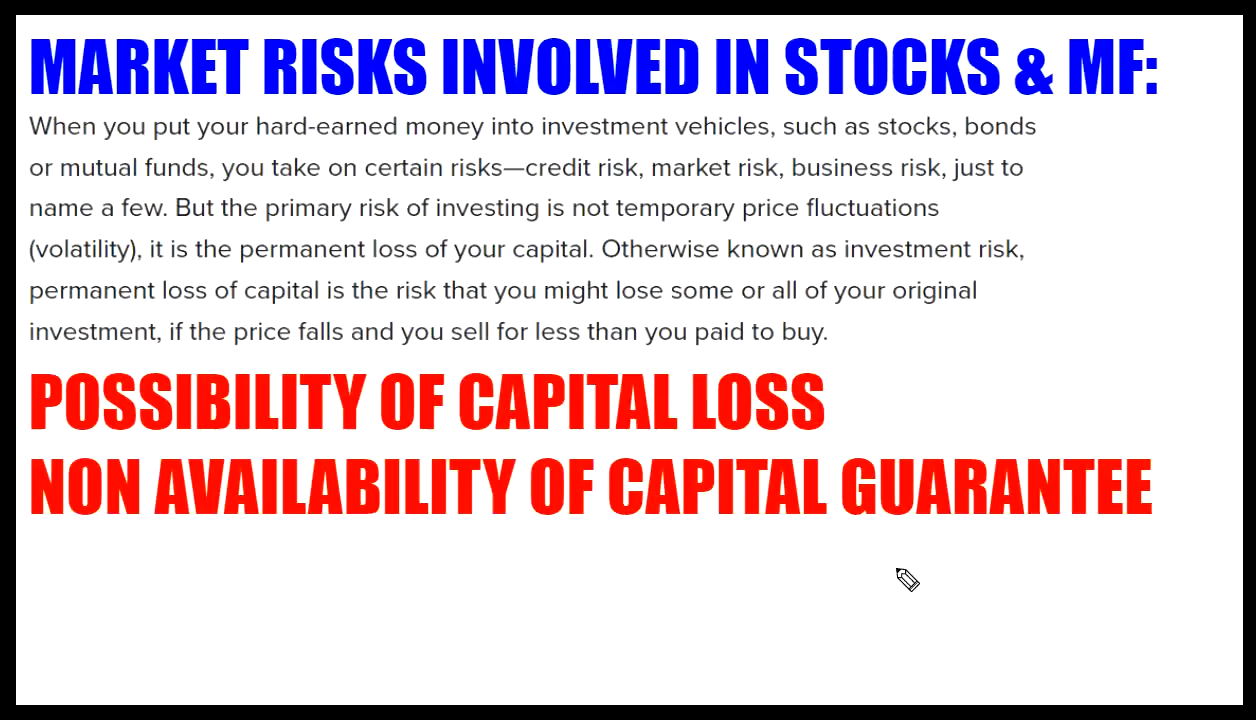 MARKET RISKS INVOLVED IN STOCKS & MF:
When you put your hard-earned money into investment vehicles, such as stocks, bonds
or mutual funds, you take on certain risks—credit risk, market risk, business risk, just to
name a few. But the primary risk of investing is not temporary price fluctuations
(volatility), it is the permanent loss of your capital. Otherwise known as investment risk,
permanent loss of capital is the risk that you might lose some or all of your original
investment, if the price falls and you sell for less than you paid to buy.
POSSIBILITY OF CAPITAL LOSS
NON AVAILABILITY OF CAPITAL GUARANTEE